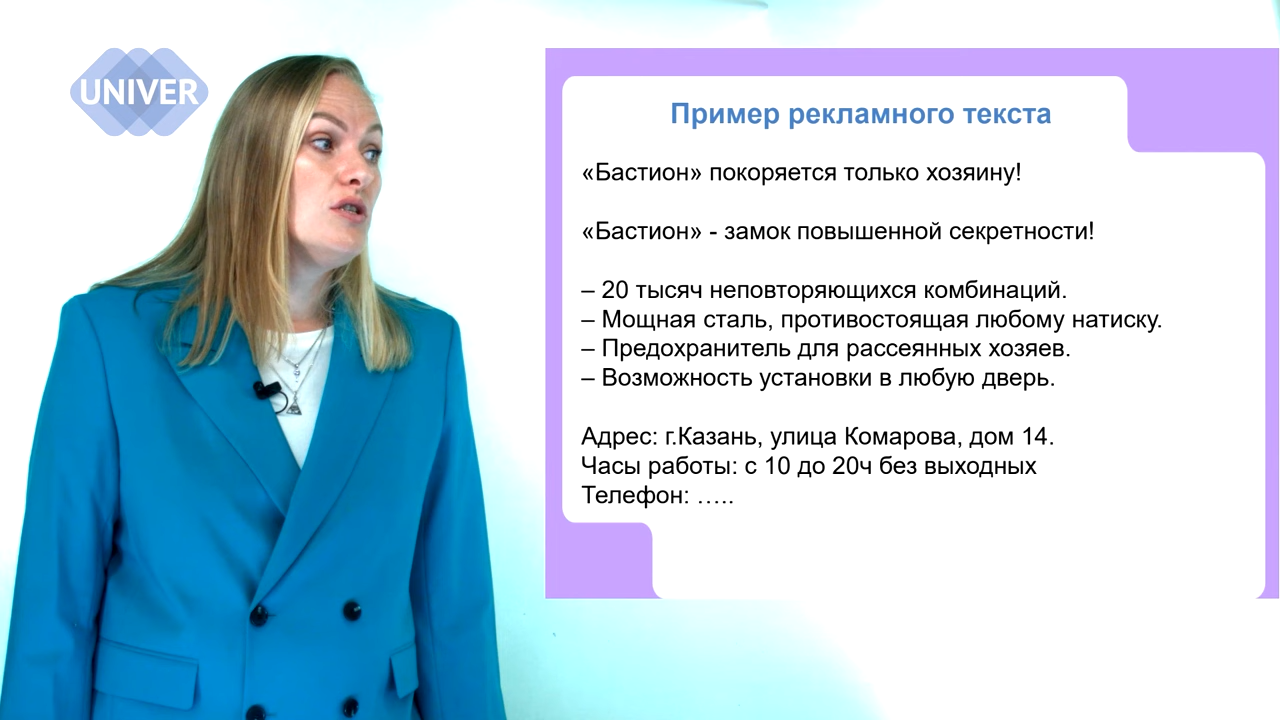 UNIVER
Пример рекламного текста
«Бастион» покоряется только хозяину!
«Бастион» - замок повышенной секретности!
– 20 тысяч неповторяющихся комбинаций.
– Мощная сталь, противостоящая любому натиску.
– Предохранитель для рассеянных хозяев.
– Возможность установки в любую дверь.
Адрес: г.Казань, улица Комарова, дом 14.
Часы работы: с 10 до 20ч без выходных
Телефон: …..